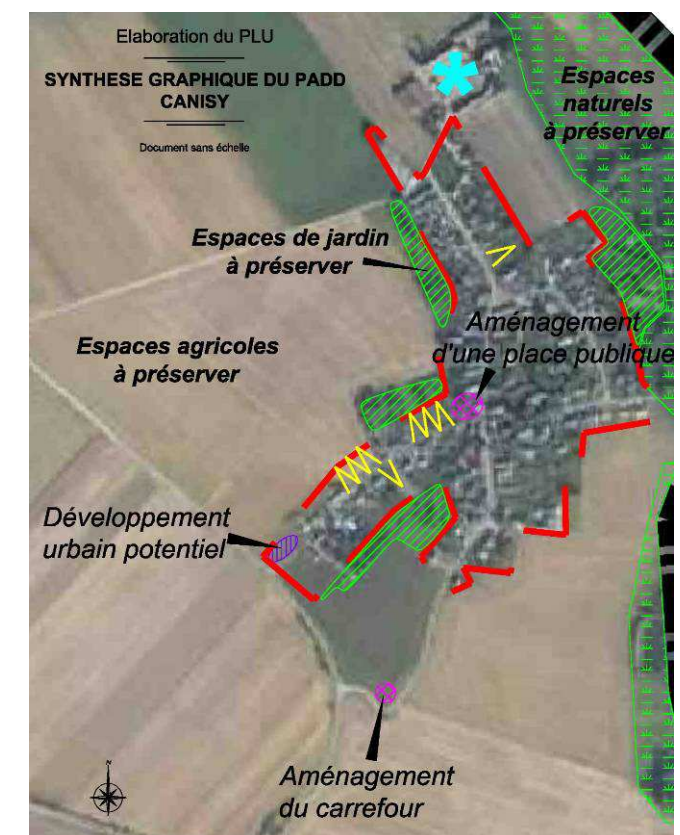 Elaboration du PLU
SYNTHESE GRAPHIQUE DU PADD
CANISY
Document sans échelle
Espaces
naturels
à préserver
Espaces de jardin
à préserver
Aménagement
d'une place publique
Espaces agricoles
à préserver
Développement
urbain potentiel
N
Aménagement
du carrefour